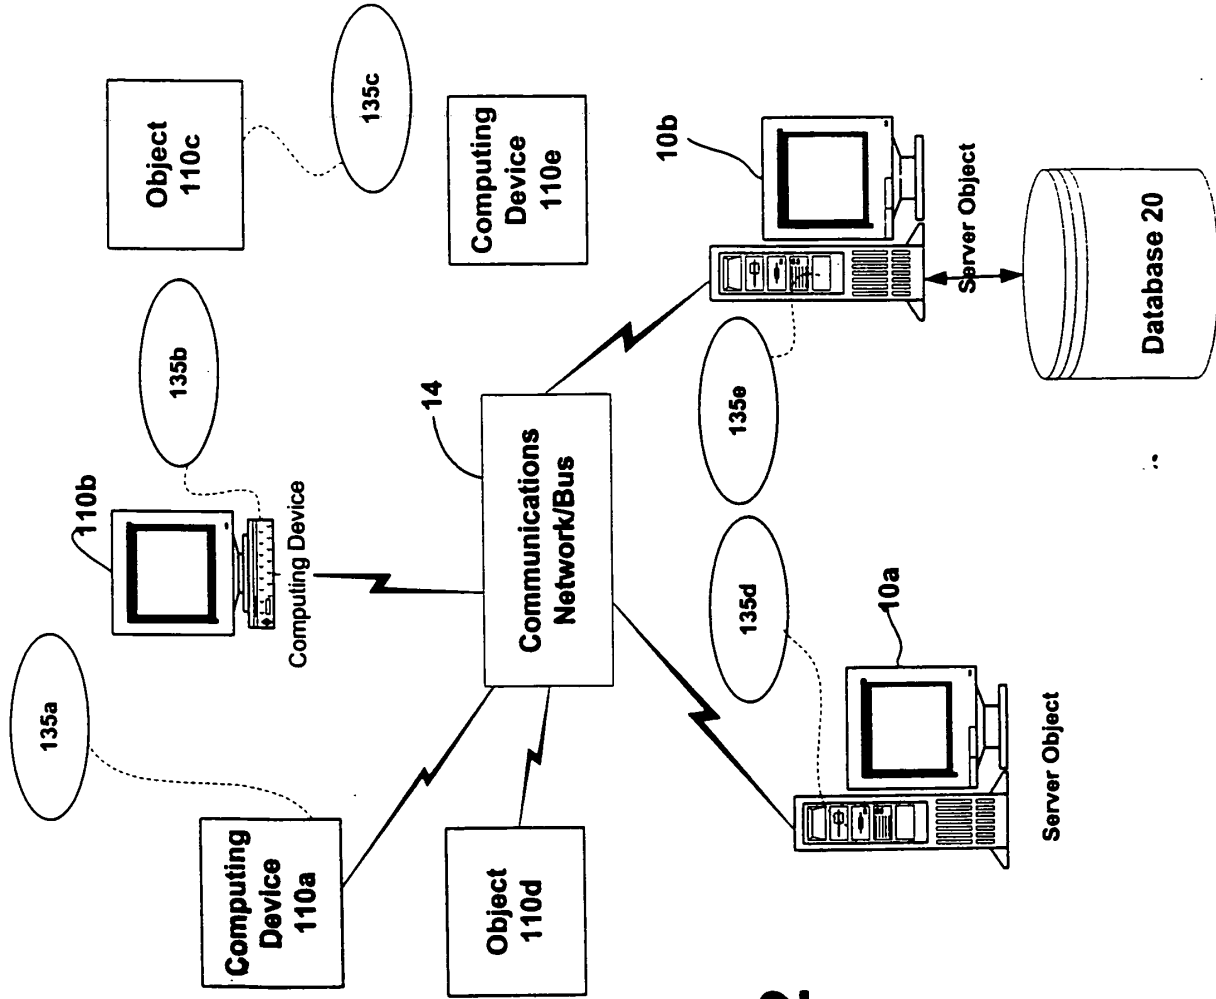 135a
110b
135b
Object
110c
135c
Computing
Device
110a
Computing Device
Computing
Device
110e
Object
110d
14
Communications
Network/Bus
10b
135d
135e
10a
Server Object
Server Object
Database 20